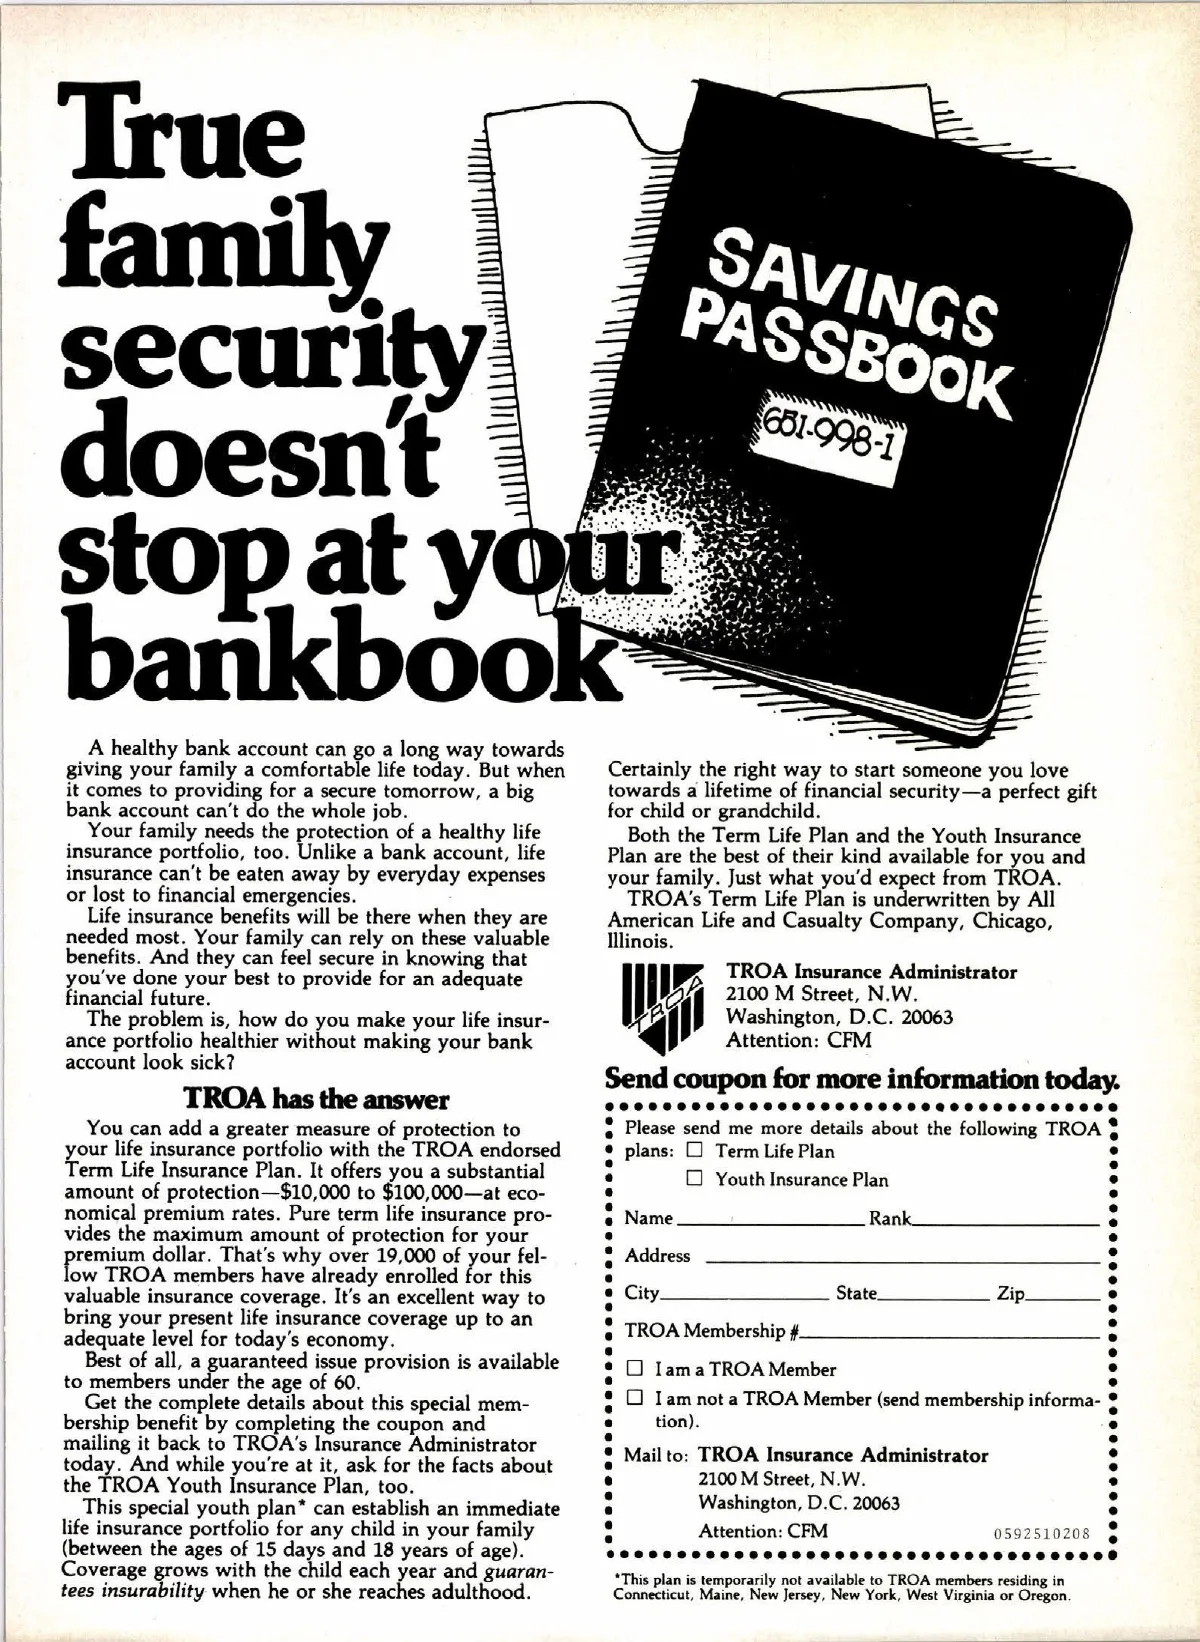 True
family
security
doesn't
stop at your
bankbook
SAVINGS
PASSBOOK
651-998-1
A healthy bank account can go a long way towards
giving your family a comfortable life today. But when
it comes to providing for a secure tomorrow, a big
bank account can't do the whole job.
Your family needs the protection of a healthy life
insurance portfolio, too. Unlike a bank account, life
insurance can't be eaten away by everyday expenses
or lost to financial emergencies.
Life insurance benefits will be there when they are
needed most. Your family can rely on these valuable
benefits. And they can feel secure in knowing that
you've done your best to provide for an adequate
financial future.
The problem is, how do you make your life insur-
ance portfolio healthier without making your bank
account look sick?
TROA has the answer
You can add a greater measure of protection to
your life insurance portfolio with the TROA endorsed
Term Life Insurance Plan. It offers you a substantial
amount of protection—$10,000 to $100,000—at eco-
nomical premium rates. Pure term life insurance pro-
vides the maximum amount of protection for your
premium dollar. That's why over 19,000 of your fel-
low TROA members have already enrolled for this
valuable insurance coverage. It's an excellent way to
bring your present life insurance coverage up to an
adequate level for today's economy.
Best of all, a guaranteed issue provision is available
to members under the age of 60.
Get the complete details about this special mem-
bership benefit by completing the coupon and
mailing it back to TROA's Insurance Administrator
today. And while you're at it, ask for the facts about
the TROA Youth Insurance Plan, too.
This special youth plan* can establish an immediate
life insurance portfolio for any child in your family
(between the ages of 15 days and 18 years of age).
Coverage grows with the child each year and guaran-
tees insurability when he or she reaches adulthood.
Certainly the right way to start someone you love
towards a lifetime of financial security—a perfect gift
for child or grandchild.
Both the Term Life Plan and the Youth Insurance
Plan are the best of their kind available for you and
your family. Just what you'd expect from TROA.
TROA's Term Life Plan is underwritten by All
American Life and Casualty Company, Chicago,
Illinois.
TROA
TROA Insurance Administrator
2100 M Street, N.W.
Washington, D.C. 20063
Attention: CFM
Send coupon for more information today.
Please send me more details about the following TROA
plans: □ Term Life Plan
□ Youth Insurance Plan
Name Rank
Address
City State Zip
TROA Membership #
□ I am a TROA Member
□ I am not a TROA Member (send membership informa-
tion).
Mail to: TROA Insurance Administrator
2100 M Street, N.W.
Washington, D.C. 20063
Attention: CFM 0592510208
*This plan is temporarily not available to TROA members residing in
Connecticut, Maine, New Jersey, New York, West Virginia or Oregon.